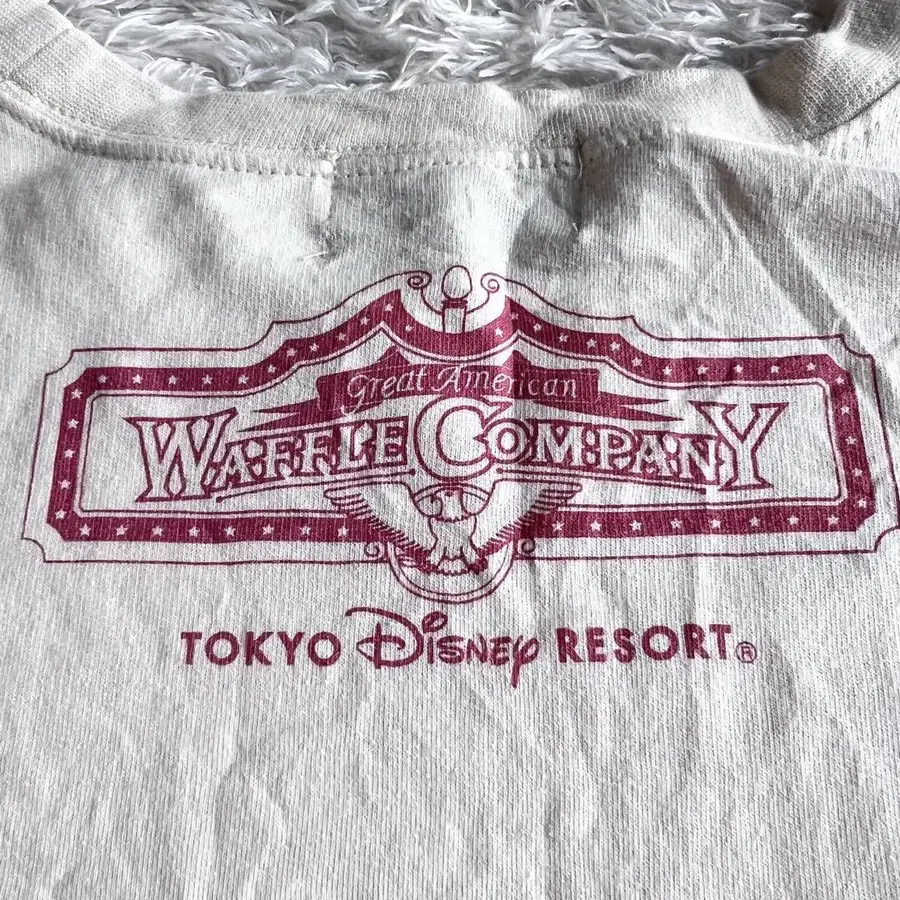 Great American
WAFFLE COMPANY
TOKYO Disney RESORT®